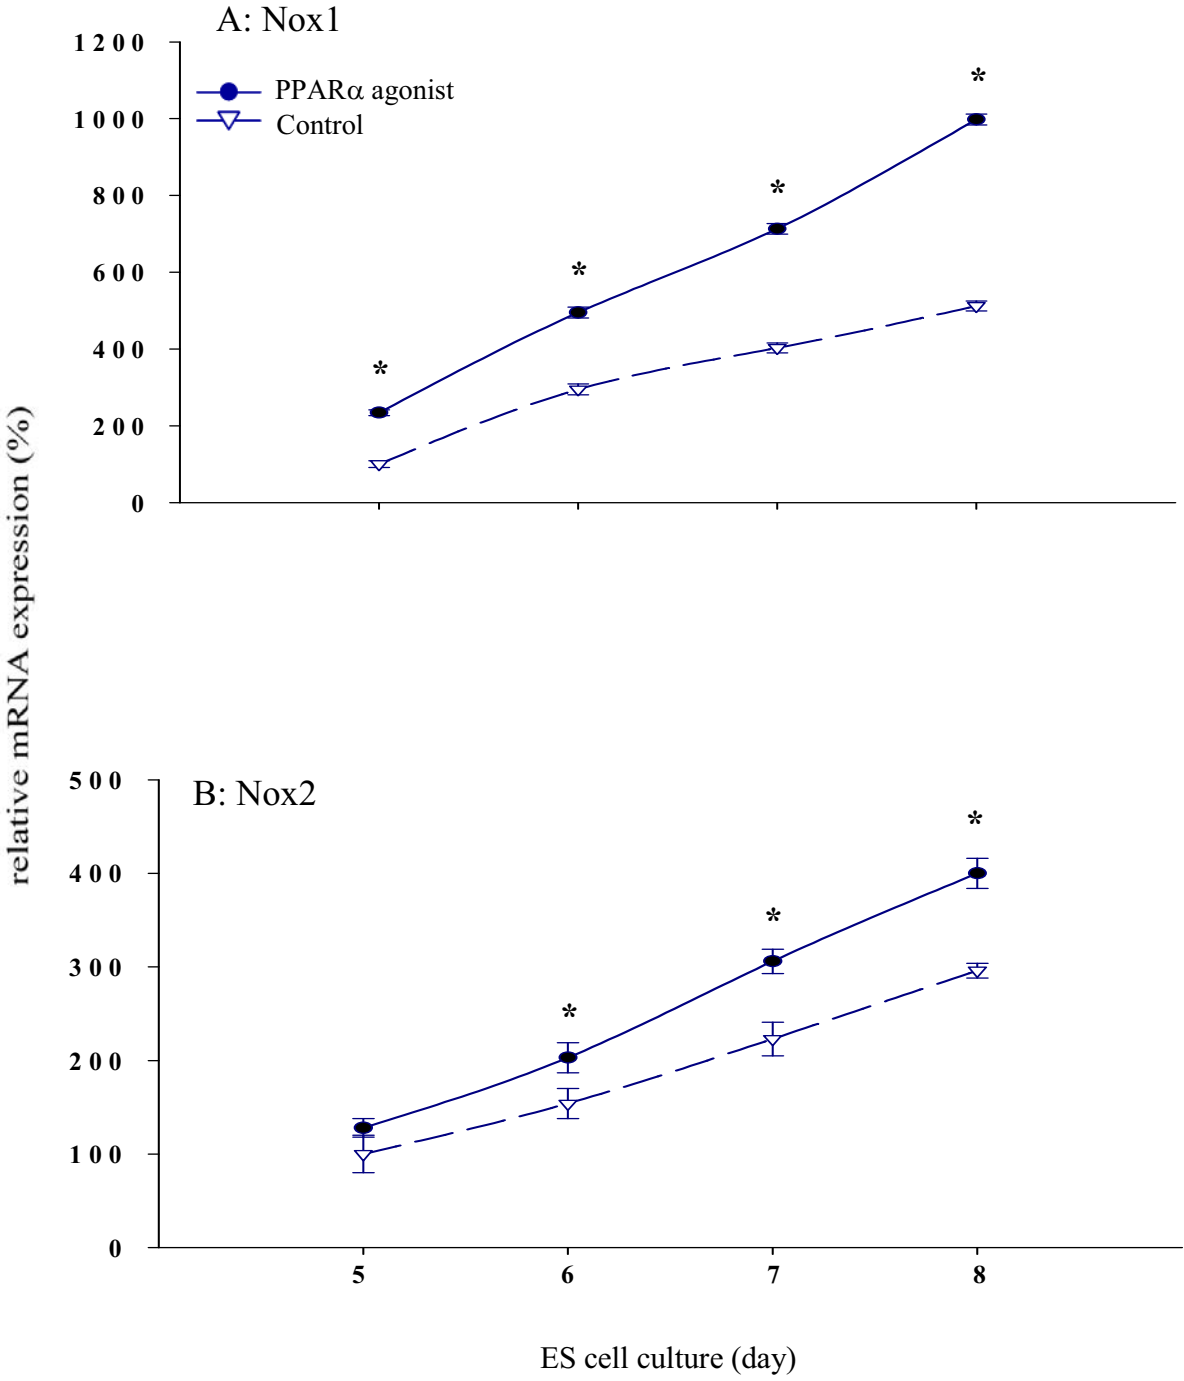 A: Nox1
1200
PPARα agonist
Control
1000
800
600
400
200
0
*
*
*
*
relative mRNA expression (%)
B: Nox2
500
400
300
200
100
0
*
*
*
5 6 7 8
ES cell culture (day)